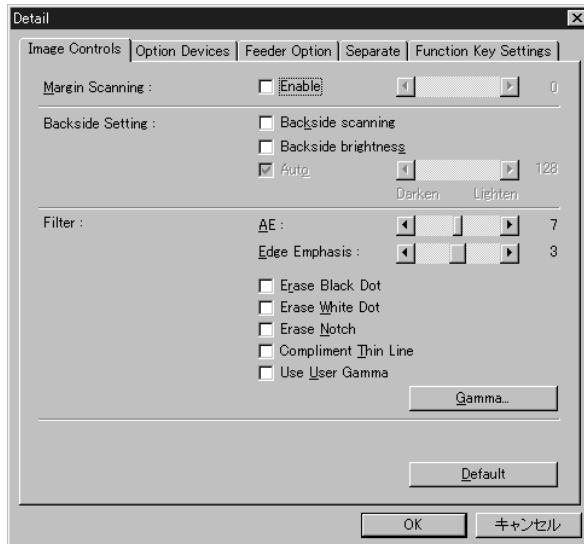 Detail
Image Controls Option Devices Feeder Option Separate Function Key Settings
Margin Scanning : Enable 0
Backside Setting : Backside scanning
Backside brightness
Auto 128
Darken Lighten
Filter : AE : 7
Edge Emphasis : 3
Erase Black Dot
Erase White Dot
Erase Notch
Compliment Thin Line
Use User Gamma
Gamma...
Default
OK キャンセル